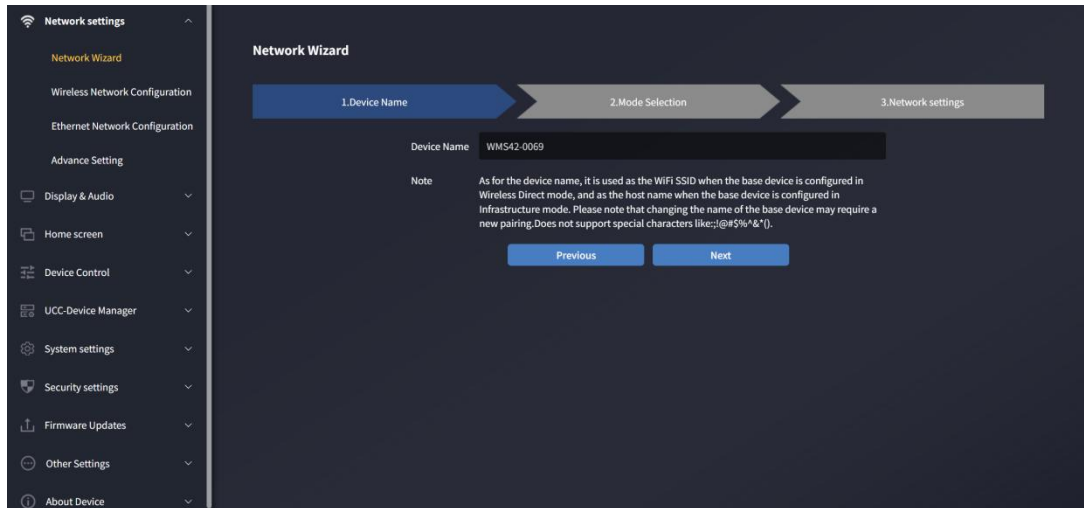 Network settings
Network Wizard
Wireless Network Configuration
Ethernet Network Configuration
Advance Setting
Display & Audio
Home screen
Device Control
UCC-Device Manager
System settings
Security settings
Firmware Updates
Other Settings
About Device
Network Wizard
1.Device Name
2.Mode Selection
3.Network settings
Device Name
WMS42-0069
Note
As for the device name, it is used as the WiFi SSID when the base device is configured in
Wireless Direct mode, and as the host name when the base device is configured in
Infrastructure mode. Please note that changing the name of the base device may require a
new pairing.Does not support special characters like:;!@#$%^&*().
Previous
Next